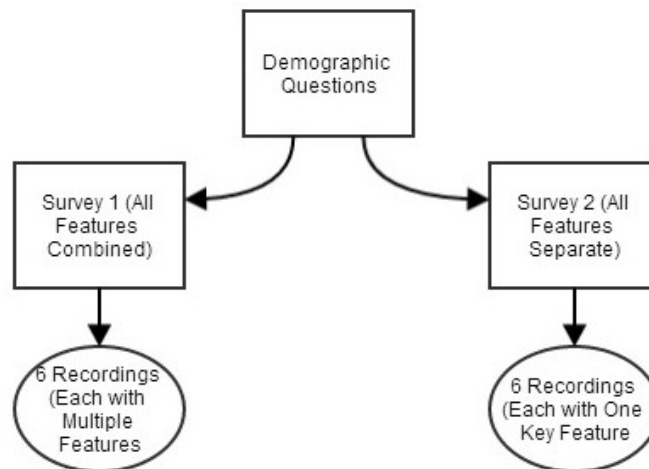 Demographic
Questions
Survey 1 (All
Features
Combined)
Survey 2 (All
Features
Separate)
6 Recordings
(Each with
Multiple
Features
6 Recordings
(Each with One
Key Feature